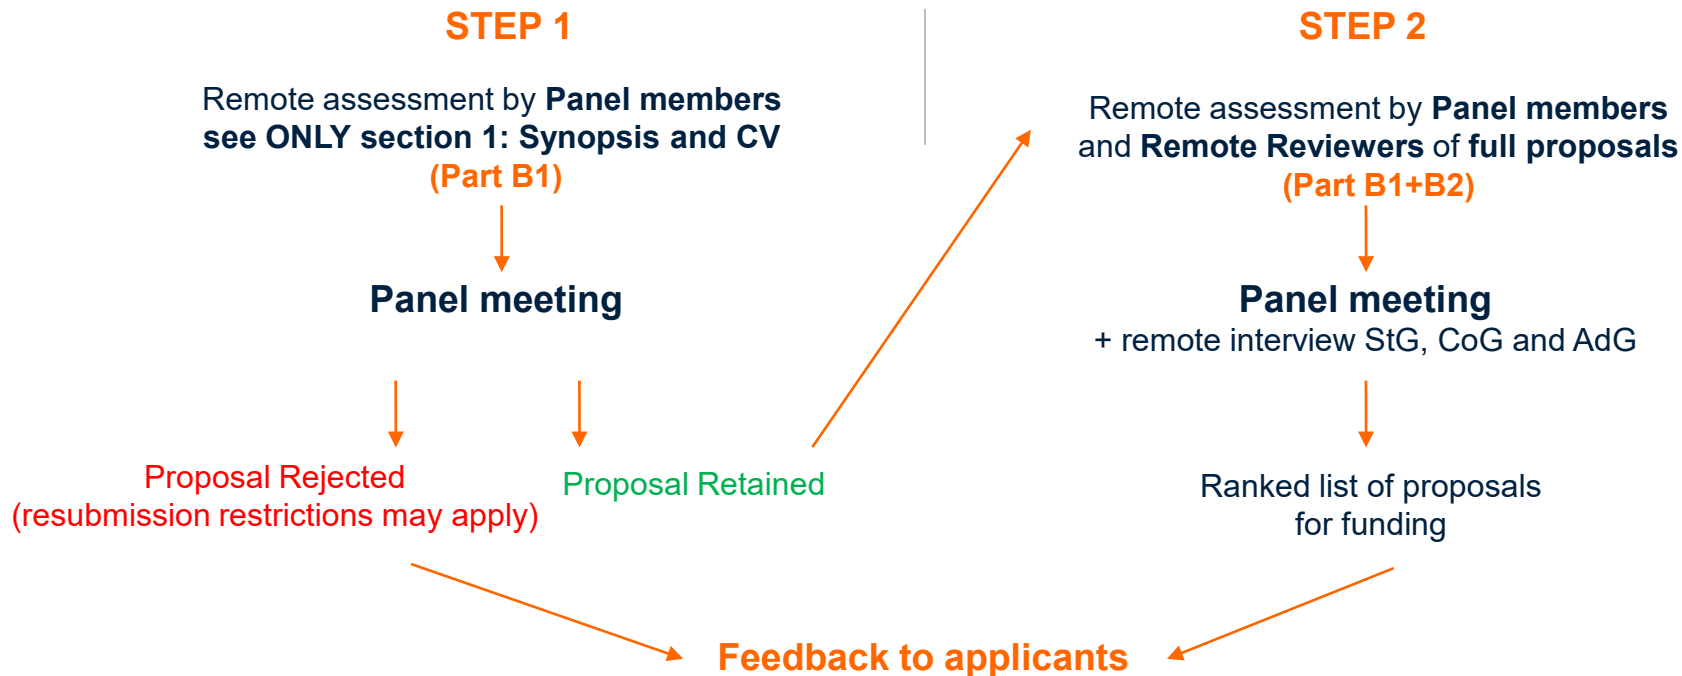 STEP 1
Remote assessment by Panel members
see ONLY section 1: Synopsis and CV
(Part B1)
Panel meeting
Proposal Rejected
(resubmission restrictions may apply)
Proposal Retained
STEP 2
Remote assessment by Panel members
and Remote Reviewers of full proposals
(Part B1+B2)
Panel meeting
+ remote interview StG, CoG and AdG
Ranked list of proposals
for funding
Feedback to applicants